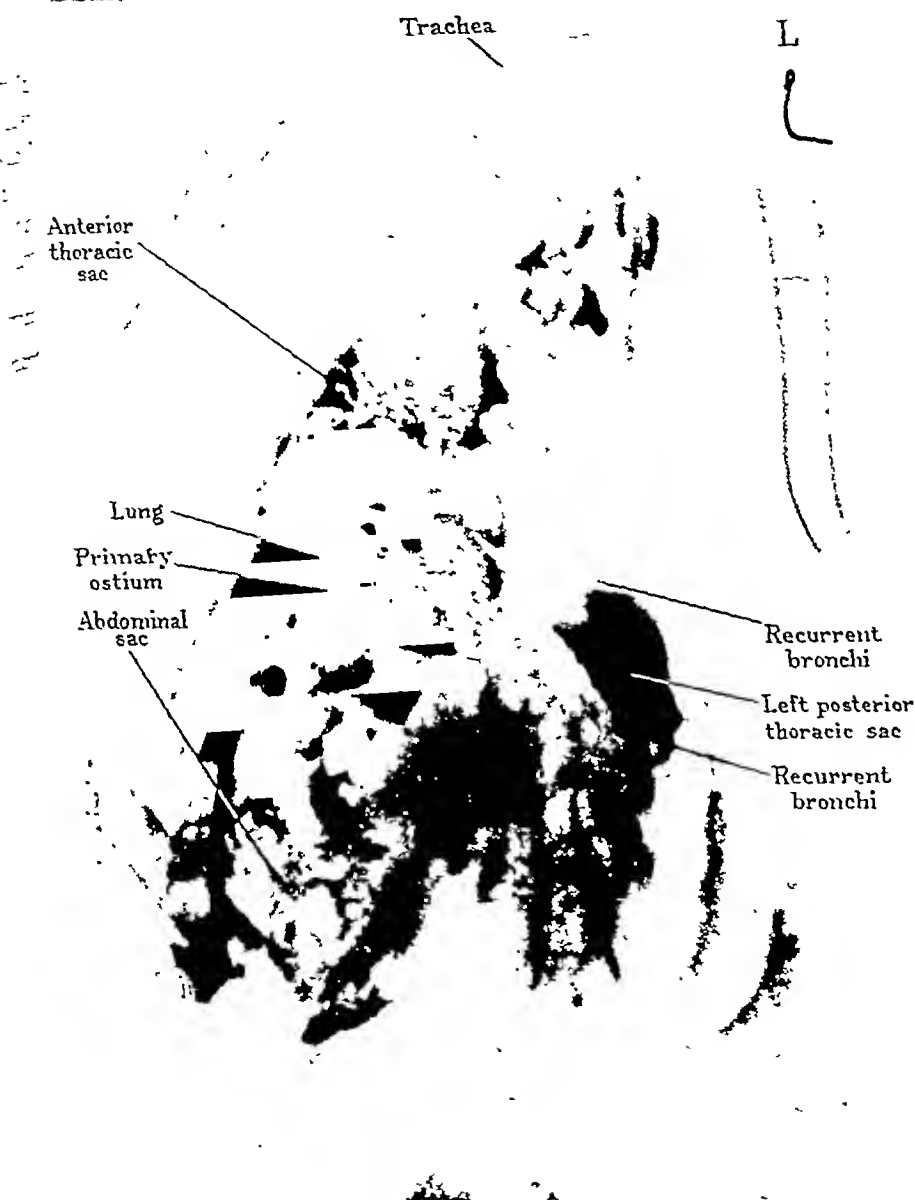 Trachea
L
Anterior
thoracic
sac
Lung
Primary
ostium
Abdominal
sac
Recurrent
bronchi
Left posterior
thoracic sac
Recurrent
bronchi